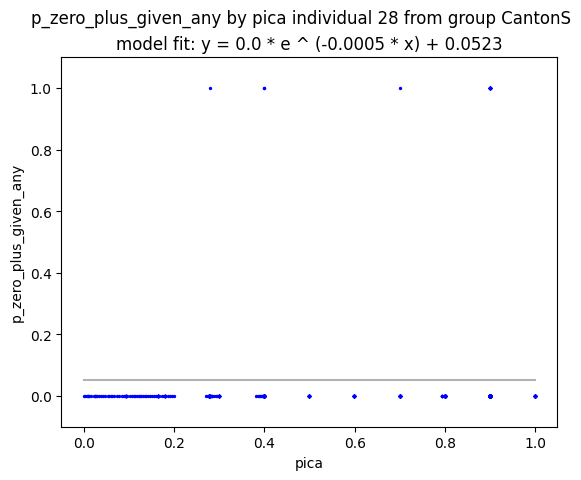 p_zero_plus_given_any by pica individual 28 from group CantonS
model fit: y = 0.0 * e ^ (-0.0005 * x) + 0.0523
1.0
0.8
0.6
0.4
0.2
0.0
p_zero_plus_given_any
0.0 0.2 0.4 0.6 0.8 1.0
pica